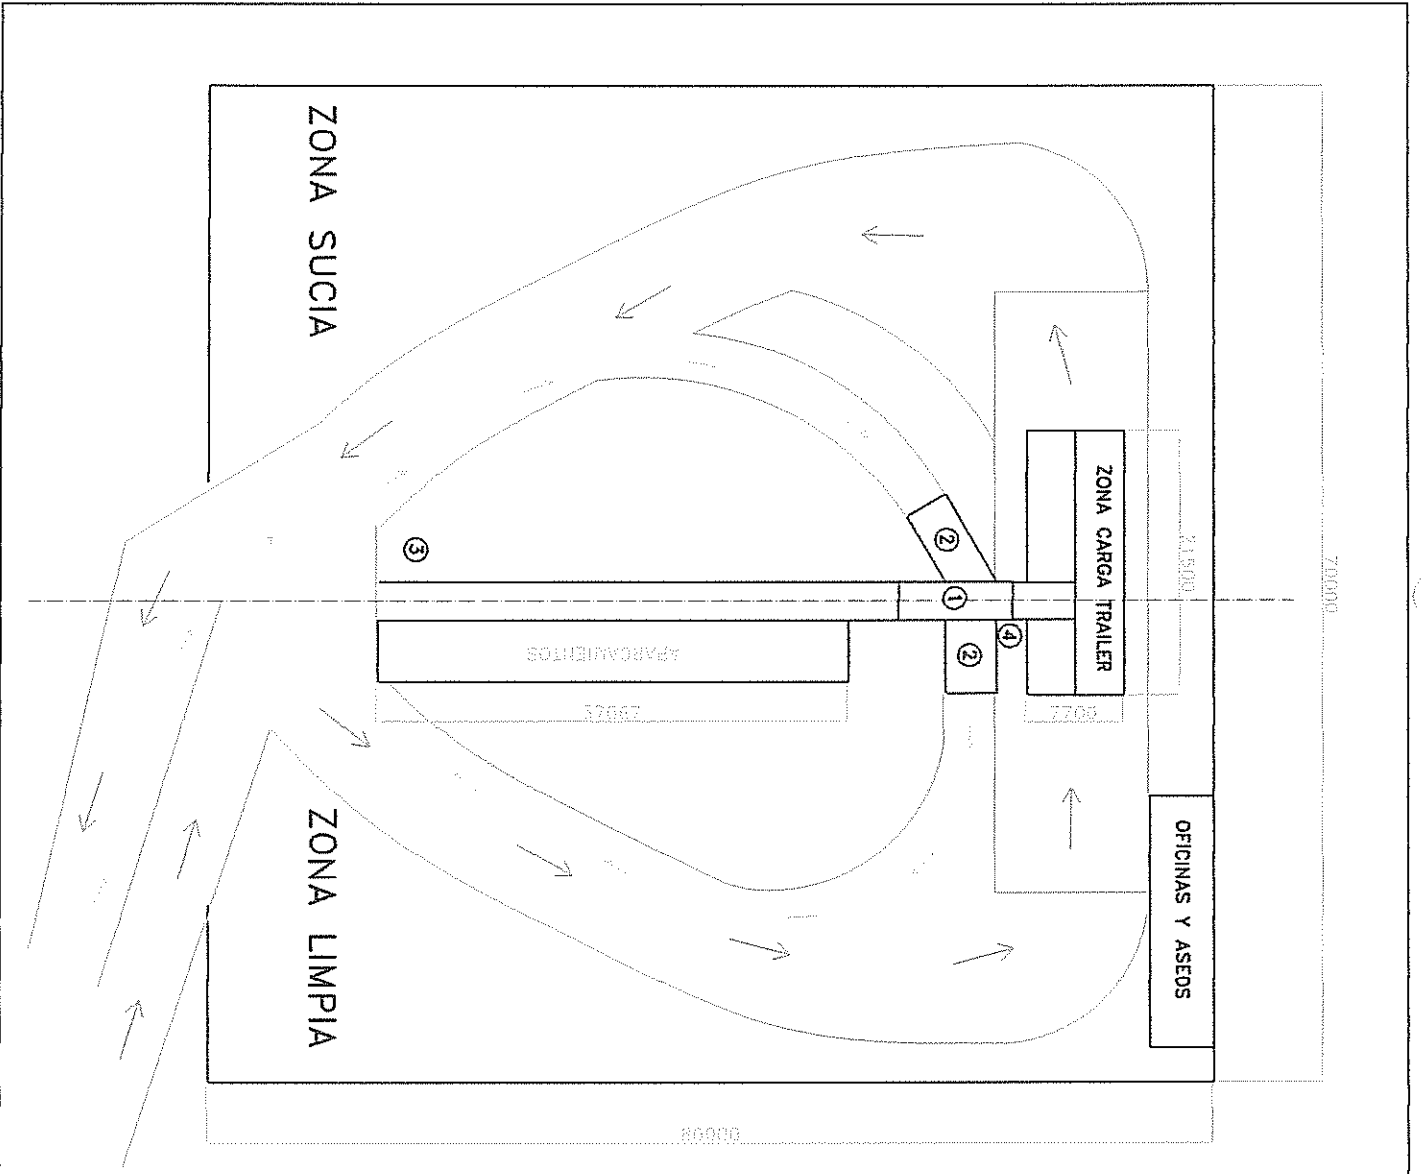 ZONA SUCIA
ZONA LIMPIA
ZONA CARGA TRAILER
OFICINAS Y ASEOS
APARCAMIENTOS
1
2
2
3
4
70000
21500
7700
80000